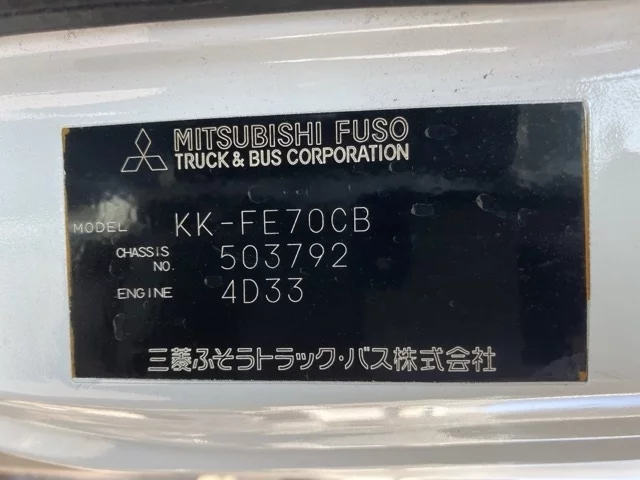 MITSUBISHI FUSO
TRUCK & BUS CORPORATION
MODEL KK-FE70CB
CHASSIS NO. 503792
ENGINE 4D33
三菱ふそうトラック・バス株式会社